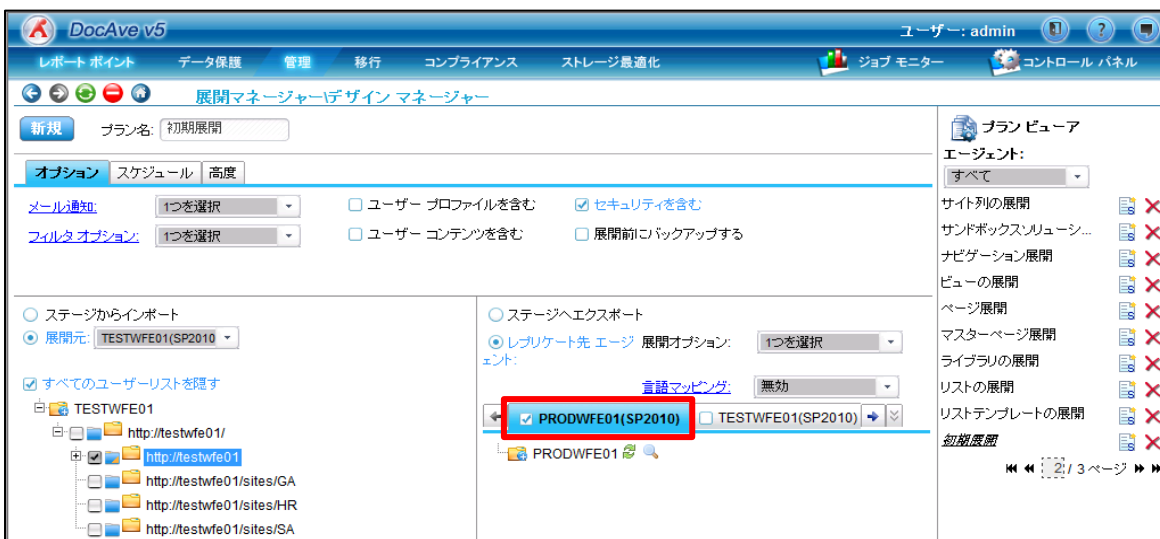 DocAve v5
ユーザー: admin
レポート ポイント データ保護 管理 移行 コンプライアンス ストレージ最適化 ジョブ モニター コントロール パネル
展開マネージャー\デザイン マネージャー
新規 プラン名: 初期展開
オプション スケジュール 高度
メール通知: 1つを選択 ユーザー プロファイルを含む セキュリティを含む
フィルタ オプション: 1つを選択 ユーザー コンテンツを含む 展開前にバックアップする
ステージからインポート
展開元: TESTWFE01(SP2010
すべてのユーザーリストを隠す
TESTWFE01
http://testwfe01/
http://testwfe01
http://testwfe01/sites/GA
http://testwfe01/sites/HR
http://testwfe01/sites/SA
ステージへエクスポート
レプリケート先 エージェント: 展開オプション: 1つを選択
言語マッピング: 無効
PRODWFE01(SP2010) TESTWFE01(SP2010)
PRODWFE01
プラン ビューア
エージェント:
すべて
サイト列の展開
サンドボックスソリューシ...
ナビゲーション展開
ビューの展開
ページ展開
マスターページ展開
ライブラリの展開
リストの展開
リストテンプレートの展開
初期展開
2 / 3 ページ